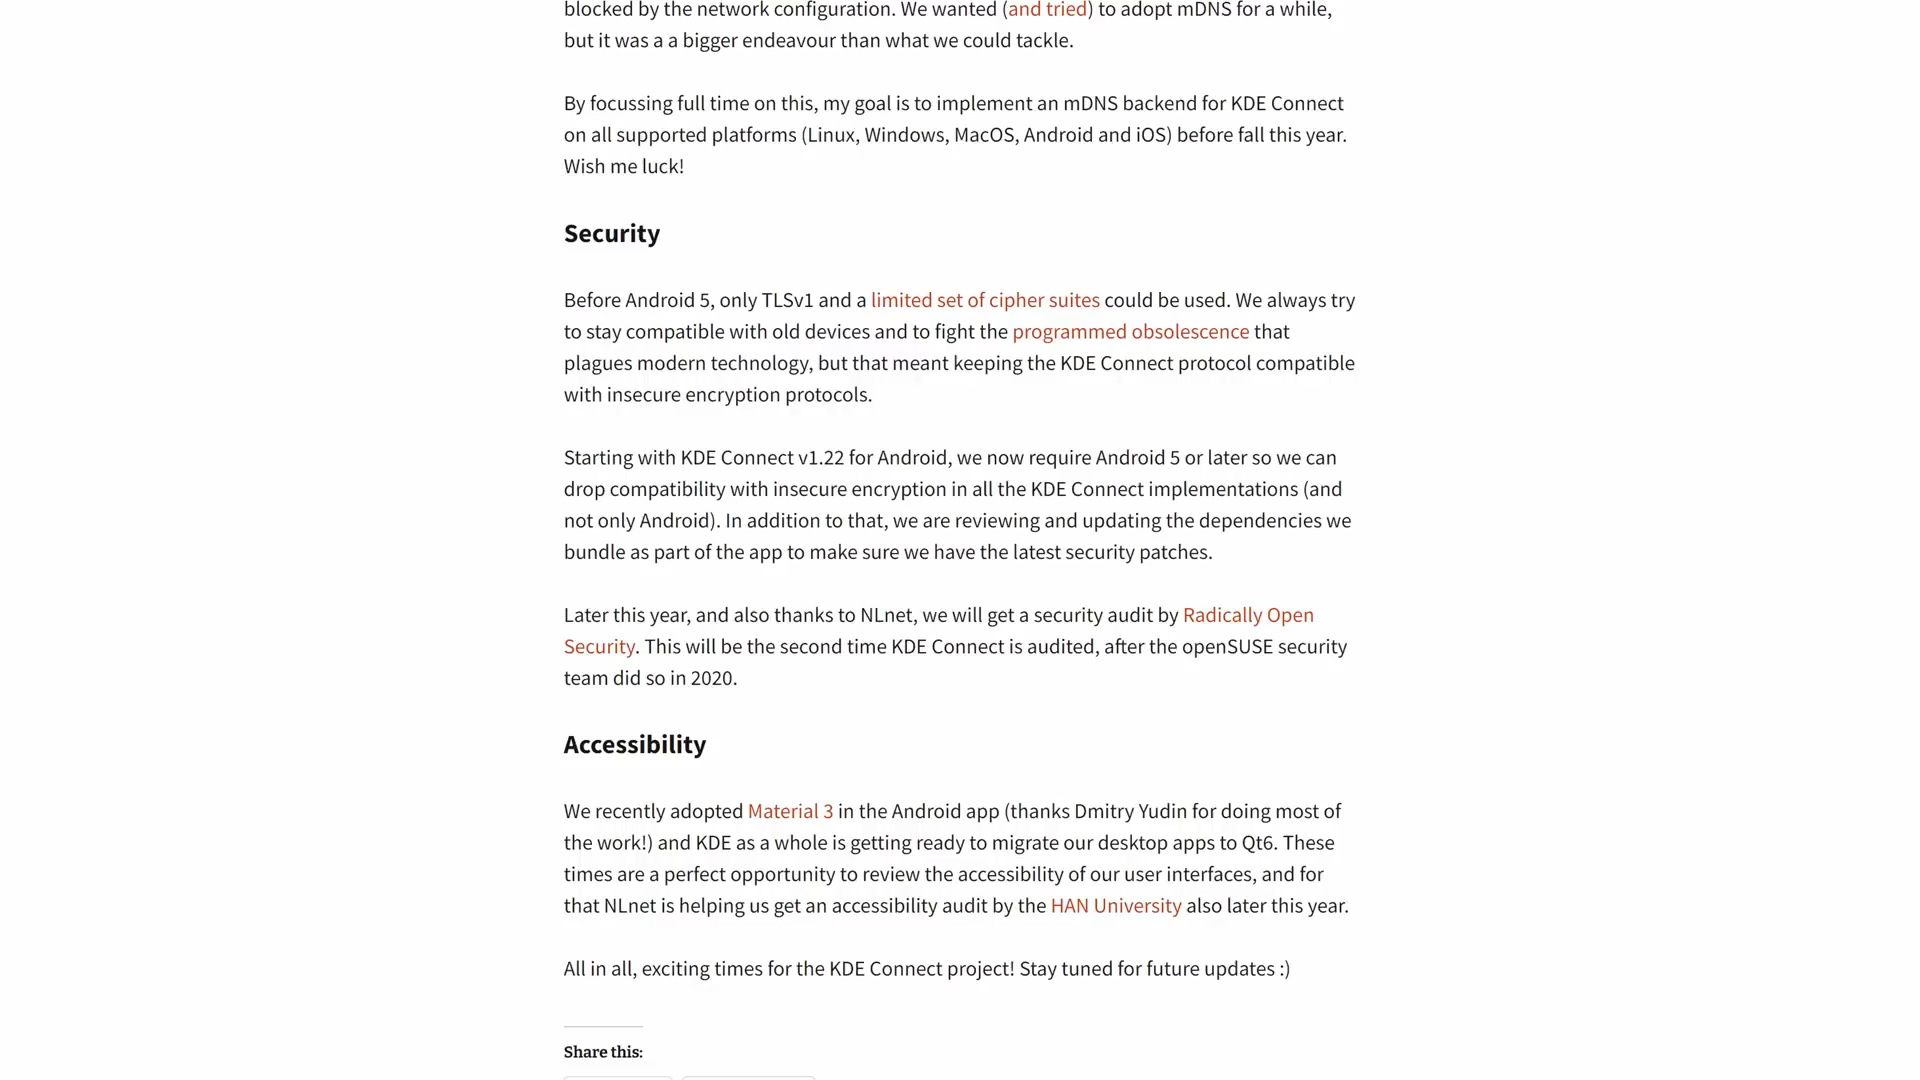 blocked by the network configuration. We wanted (and tried) to adopt mDNS for a while,
but it was a a bigger endeavour than what we could tackle.
By focussing full time on this, my goal is to implement an mDNS backend for KDE Connect
on all supported platforms (Linux, Windows, MacOS, Android and iOS) before fall this year.
Wish me luck!
Security
Before Android 5, only TLSv1 and a limited set of cipher suites could be used. We always try
to stay compatible with old devices and to fight the programmed obsolescence that
plagues modern technology, but that meant keeping the KDE Connect protocol compatible
with insecure encryption protocols.
Starting with KDE Connect v1.22 for Android, we now require Android 5 or later so we can
drop compatibility with insecure encryption in all the KDE Connect implementations (and
not only Android). In addition to that, we are reviewing and updating the dependencies we
bundle as part of the app to make sure we have the latest security patches.
Later this year, and also thanks to NLnet, we will get a security audit by Radically Open
Security. This will be the second time KDE Connect is audited, after the openSUSE security
team did so in 2020.
Accessibility
We recently adopted Material 3 in the Android app (thanks Dmitry Yudin for doing most of
the work!) and KDE as a whole is getting ready to migrate our desktop apps to Qt6. These
times are a perfect opportunity to review the accessibility of our user interfaces, and for
that NLnet is helping us get an accessibility audit by the HAN University also later this year.
All in all, exciting times for the KDE Connect project! Stay tuned for future updates :)
Share this: